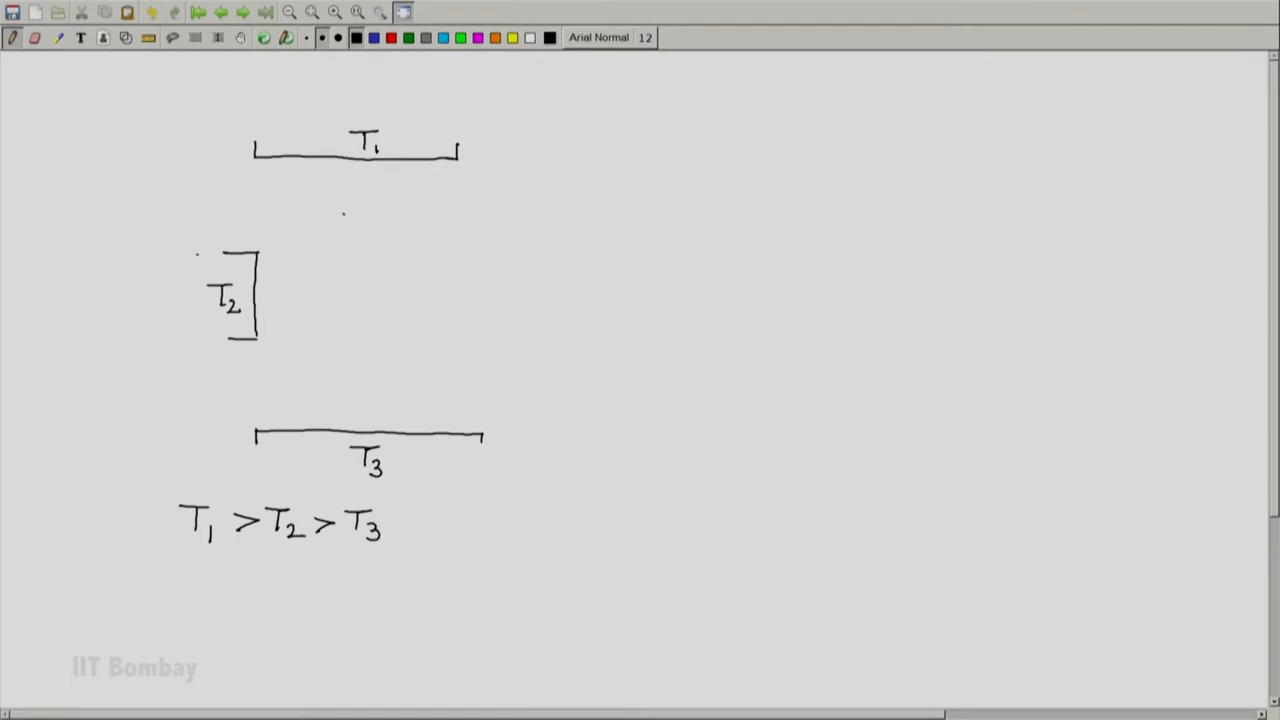 Arial Normal 12
T₁
T₂
T₃
T₁ > T₂ > T₃
IIT Bombay